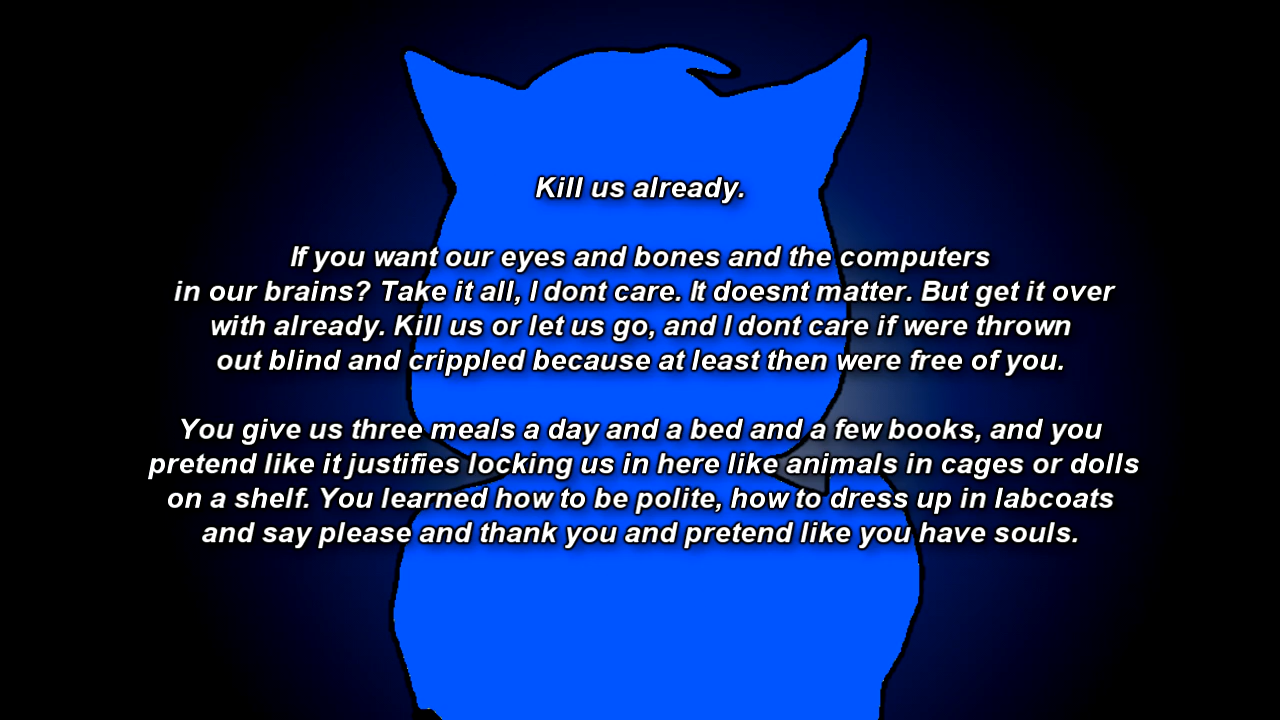 Kill us already.
If you want our eyes and bones and the computers
in our brains? Take it all, I dont care. It doesnt matter. But get it over
with already. Kill us or let us go, and I dont care if were thrown
out blind and crippled because at least then were free of you.
You give us three meals a day and a bed and a few books, and you
pretend like it justifies locking us in here like animals in cages or dolls
on a shelf. You learned how to be polite, how to dress up in labcoats
and say please and thank you and pretend like you have souls.